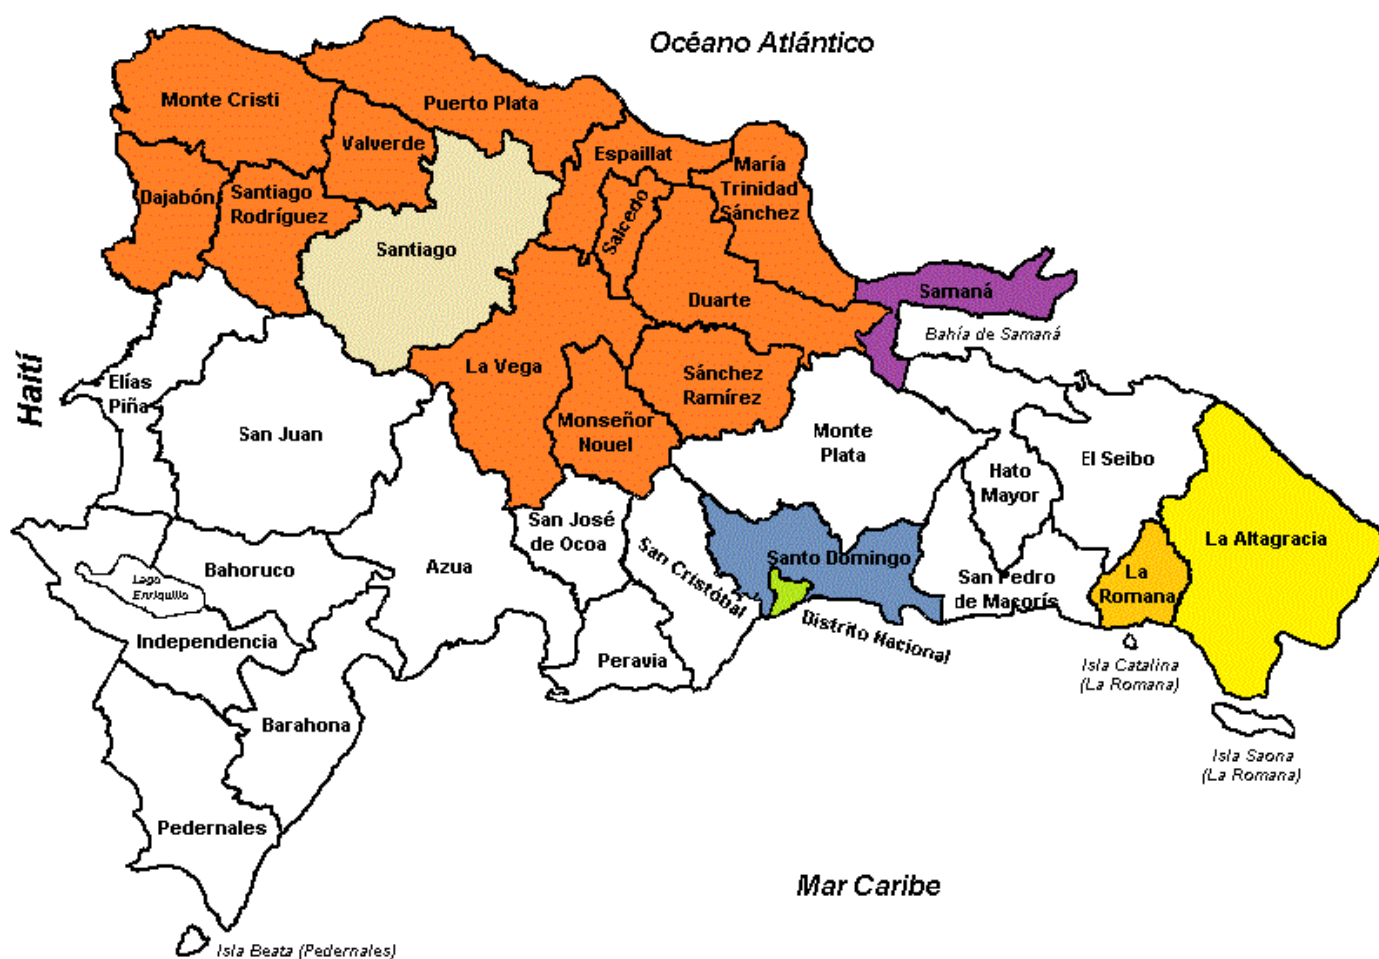 Océano Atlántico
Monte Cristi
Puerto Plata
Valverde
Espaillat
María
Trinidad
Sánchez
Dajabón
Santiago
Rodríguez
Salcedo
Santiago
Duarte
Samaná
Bahía de Samaná
Haití
La Vega
Sánchez
Ramírez
Elías
Piña
San Juan
Monseñor
Nouel
Monte
Plata
El Seibo
Hato
Mayor
La Altagracia
San José
de Ocoa
San Cristóbal
Santo Domingo
Azua
Bahoruco
Lago
Enriquillo
San Pedro
de Macorís
La
Romana
Distrito Nacional
Independencia
Peravia
Isla Catalina
(La Romana)
Barahona
Isla Saona
(La Romana)
Pedernales
Mar Caribe
Isla Beata (Pedernales)